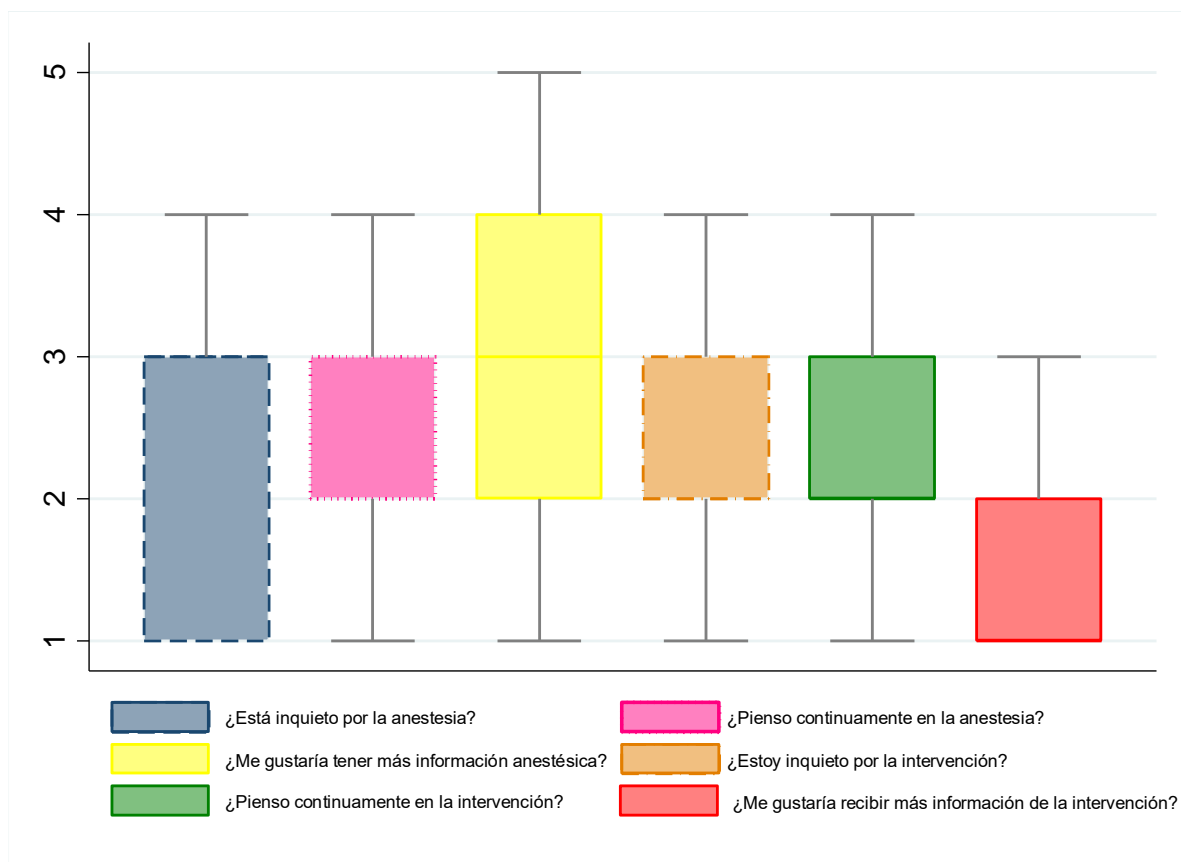 5
4
3
2
1
¿Está inquieto por la anestesia?
¿Pienso continuamente en la anestesia?
¿Me gustaría tener más información anestésica?
¿Estoy inquieto por la intervención?
¿Pienso continuamente en la intervención?
¿Me gustaría recibir más información de la intervención?